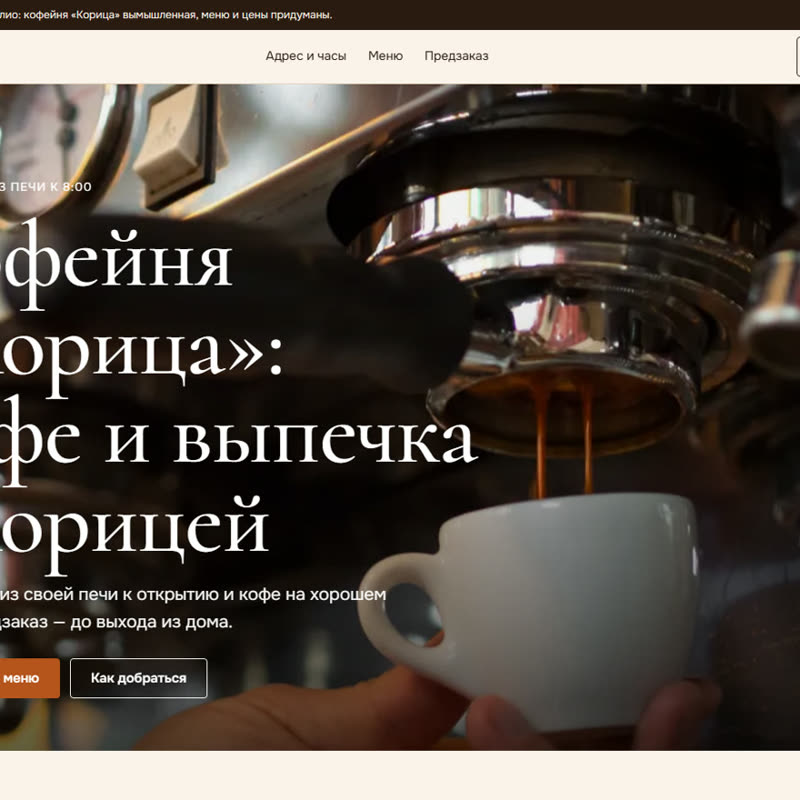 лио: кофейня «Корица» вымышленная, меню и цены придуманы.
Адрес и часы Меню Предзаказ
З ПЕЧИ К 8:00
офейня
орица»:
фе и выпечка
орицей
из своей печи к открытию и кофе на хорошем
дзаказ — до выхода из дома.
меню Как добраться